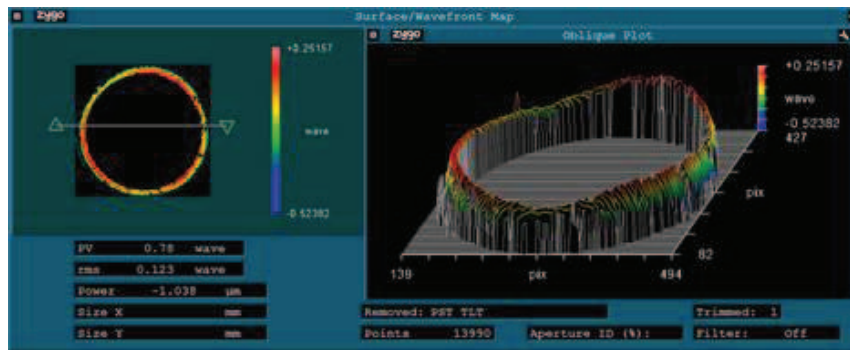 zygo Surface/Wavefront Map
+0.25157
wave
-0.52382
PV 0.78 wave
rms 0.123 wave
Power -1.038 µm
Size X mm
Size Y mm
zygo Oblique Plot
+0.25157
wave
-0.52382
427
pix
82
139 pix 494
Removed: PST TLT
Trimmed: 1
Points 13990
Aperture ID (%):
Filter: Off